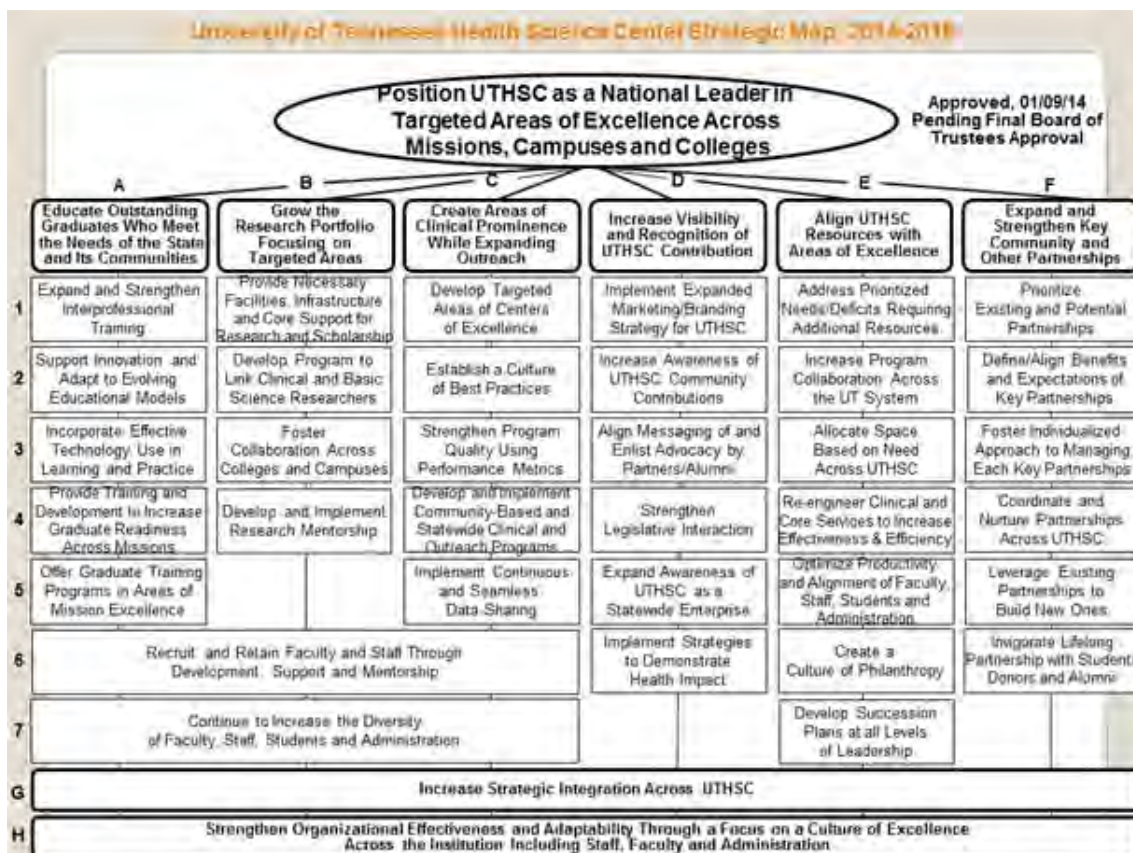 University of Tennessee Health Science Center Strategic Map, 2014-2018
Position UTHSC as a National Leader in
Targeted Areas of Excellence Across
Missions, Campuses and Colleges
Approved, 01/09/14
Pending Final Board of
Trustees Approval
A
B
C
D
E
F
Educate Outstanding
Graduates Who Meet
the Needs of the State
and Its Communities
Grow the
Research Portfolio
Focusing on
Targeted Areas
Create Areas of
Clinical Prominence
While Expanding
Outreach
Increase Visibility
and Recognition of
UTHSC Contribution
Align UTHSC
Resources with
Areas of Excellence
Expand and
Strengthen Key
Community and
Other Partnerships
1
Expand and Strengthen
Interprofessional
Training
Provide Necessary
Facilities, Infrastructure
and Core Support for
Research and Scholarship
Develop Targeted
Areas of Centers
of Excellence
Implement Expanded
Marketing/Branding
Strategy for UTHSC
Address Prioritized
Needs/Deficits Requiring
Additional Resources
Prioritize
Existing and Potential
Partnerships
2
Support Innovation and
Adapt to Evolving
Educational Models
Develop Program to
Link Clinical and Basic
Science Researchers
Establish a Culture
of Best Practices
Increase Awareness of
UTHSC Community
Contributions
Increase Program
Collaboration Across
the UT System
Define/Align Benefits
and Expectations of
Key Partnerships
3
Incorporate Effective
Technology Use in
Learning and Practice
Foster
Collaboration Across
Colleges and Campuses
Strengthen Program
Quality Using
Performance Metrics
Align Messaging of and
Enlist Advocacy by
Partners/Alumni
Allocate Space
Based on Need
Across UTHSC
Foster Individualized
Approach to Managing
Each Key Partnerships
4
Provide Training and
Development to Increase
Graduate Readiness
Across Missions
Develop and Implement
Research Mentorship
Develop and Implement
Community-Based and
Statewide Clinical and
Outreach Programs
Strengthen
Legislative Interaction
Re-engineer Clinical and
Core Services to Increase
Effectiveness & Efficiency
Coordinate and
Nurture Partnerships
Across UTHSC
5
Offer Graduate Training
Programs in Areas of
Mission Excellence
Implement Continuous
and Seamless
Data Sharing
Expand Awareness of
UTHSC as a
Statewide Enterprise
Optimize Productivity
and Alignment of Faculty,
Staff, Students and
Administration
Leverage Existing
Partnerships to
Build New Ones
6
Recruit and Retain Faculty and Staff Through
Development, Support and Mentorship
Implement Strategies
to Demonstrate
Health Impact
Create a
Culture of Philanthropy
Invigorate Lifelong
Partnership with Student
Donors and Alumni
7
Continue to Increase the Diversity
of Faculty, Staff, Students and Administration
Develop Succession
Plans at all Levels
of Leadership
G
Increase Strategic Integration Across UTHSC
H
Strengthen Organizational Effectiveness and Adaptability Through a Focus on a Culture of Excellence
Across the Institution Including Staff, Faculty and Administration